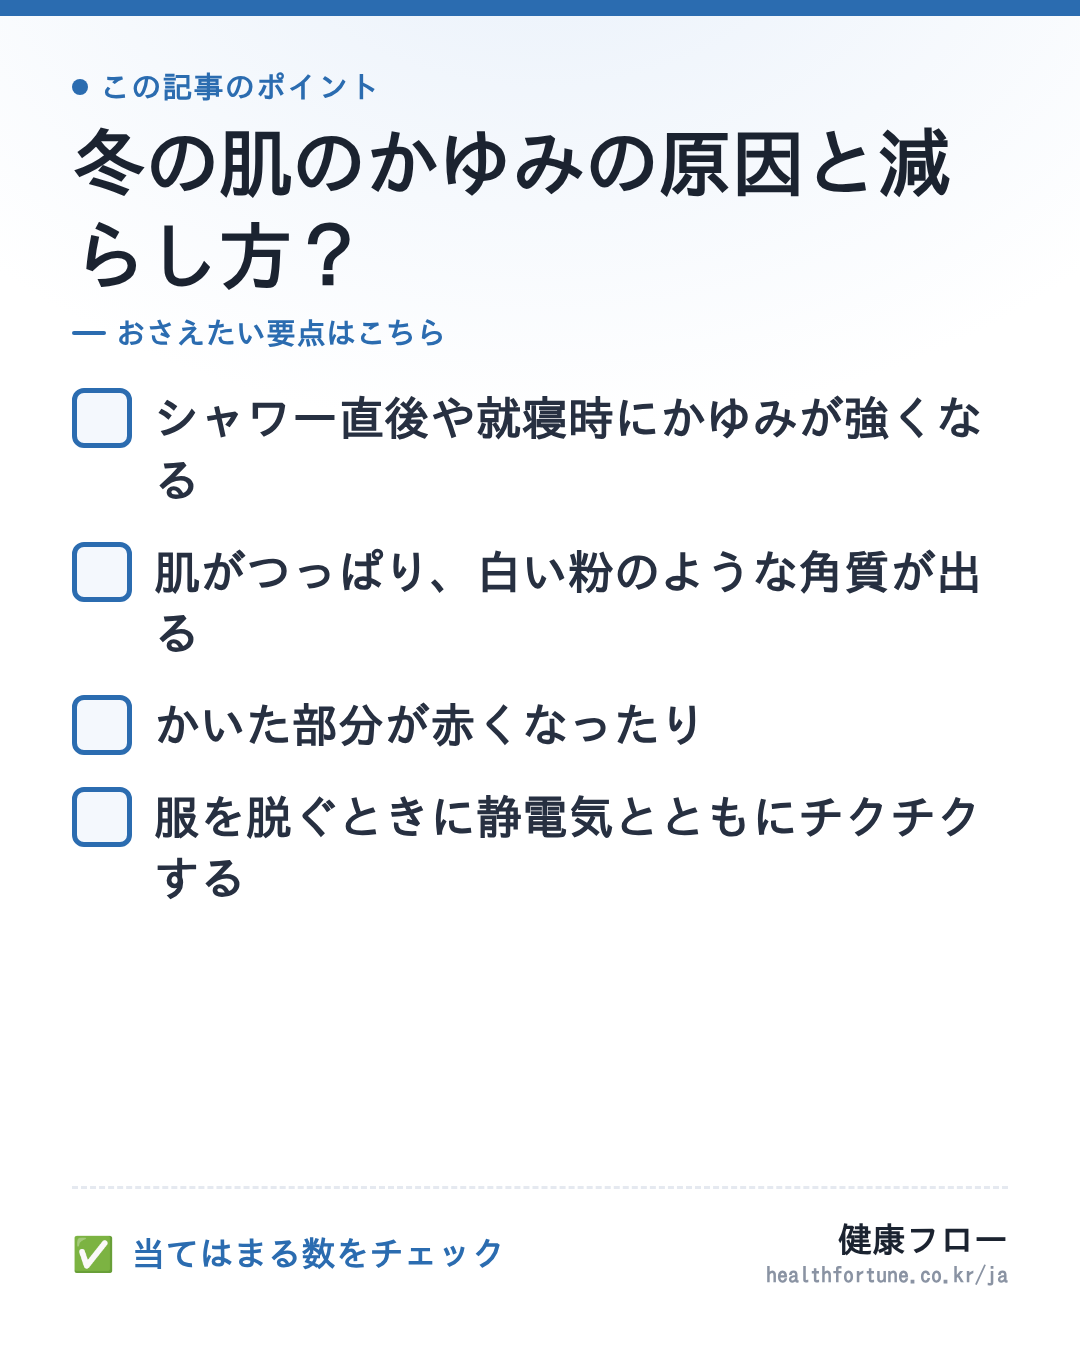 この記事のポイント
冬の肌のかゆみの原因と減
らし方？
おさえたい要点はこちら
シャワー直後や就寝時にかゆみが強くな
る
肌がつっぱり、白い粉のような角質が出
る
かいた部分が赤くなったり
服を脱ぐときに静電気とともにチクチク
する
✅ 当てはまる数をチェック
健康フロー
healthfortune.co.kr/ja